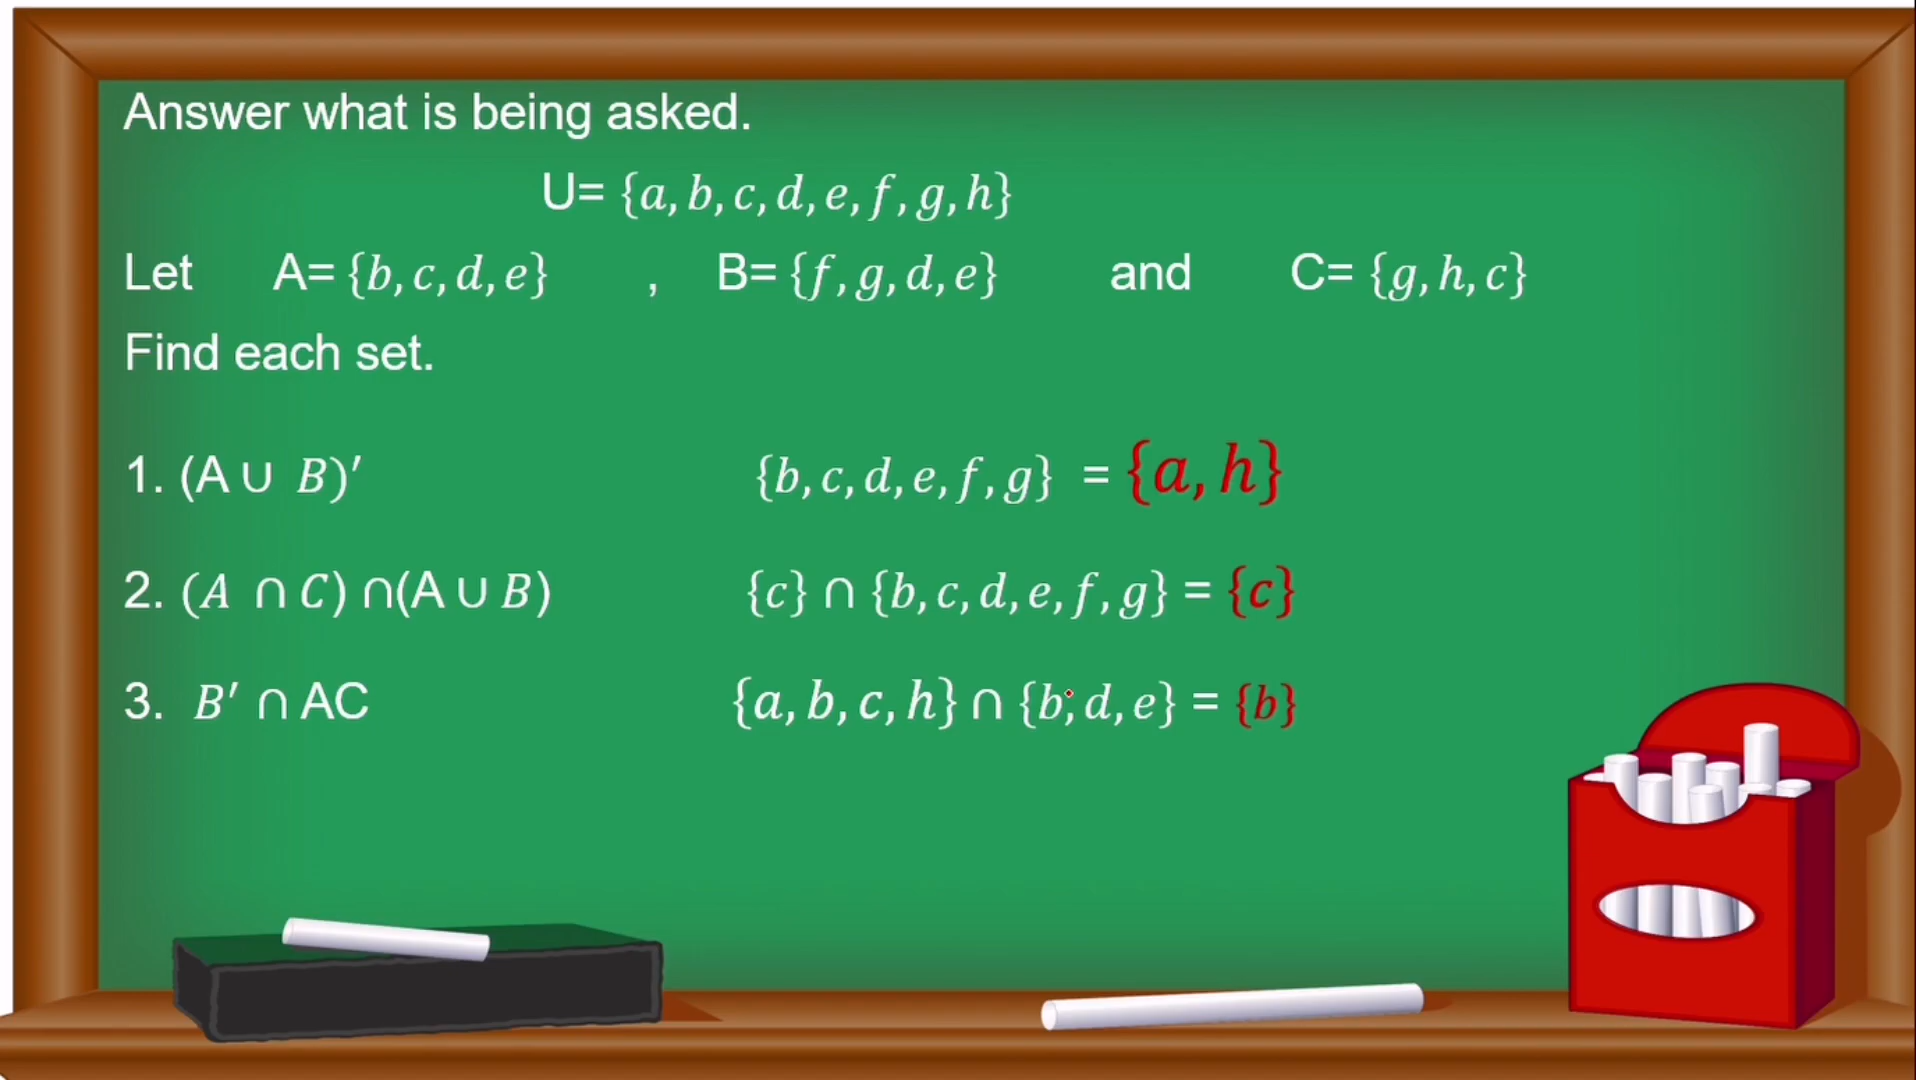 Answer what is being asked.
U= {a, b, c, d, e, f, g, h}
Let A= {b, c, d, e} , B= {f, g, d, e} and C= {g, h, c}
Find each set.
1. (A ∪ B)′ {b, c, d, e, f, g} = {a, h}
2. (A ∩ C) ∩(A ∪ B) {c} ∩ {b, c, d, e, f, g} = {c}
3. B′ ∩ AC {a, b, c, h} ∩ {b, d, e} = {b}